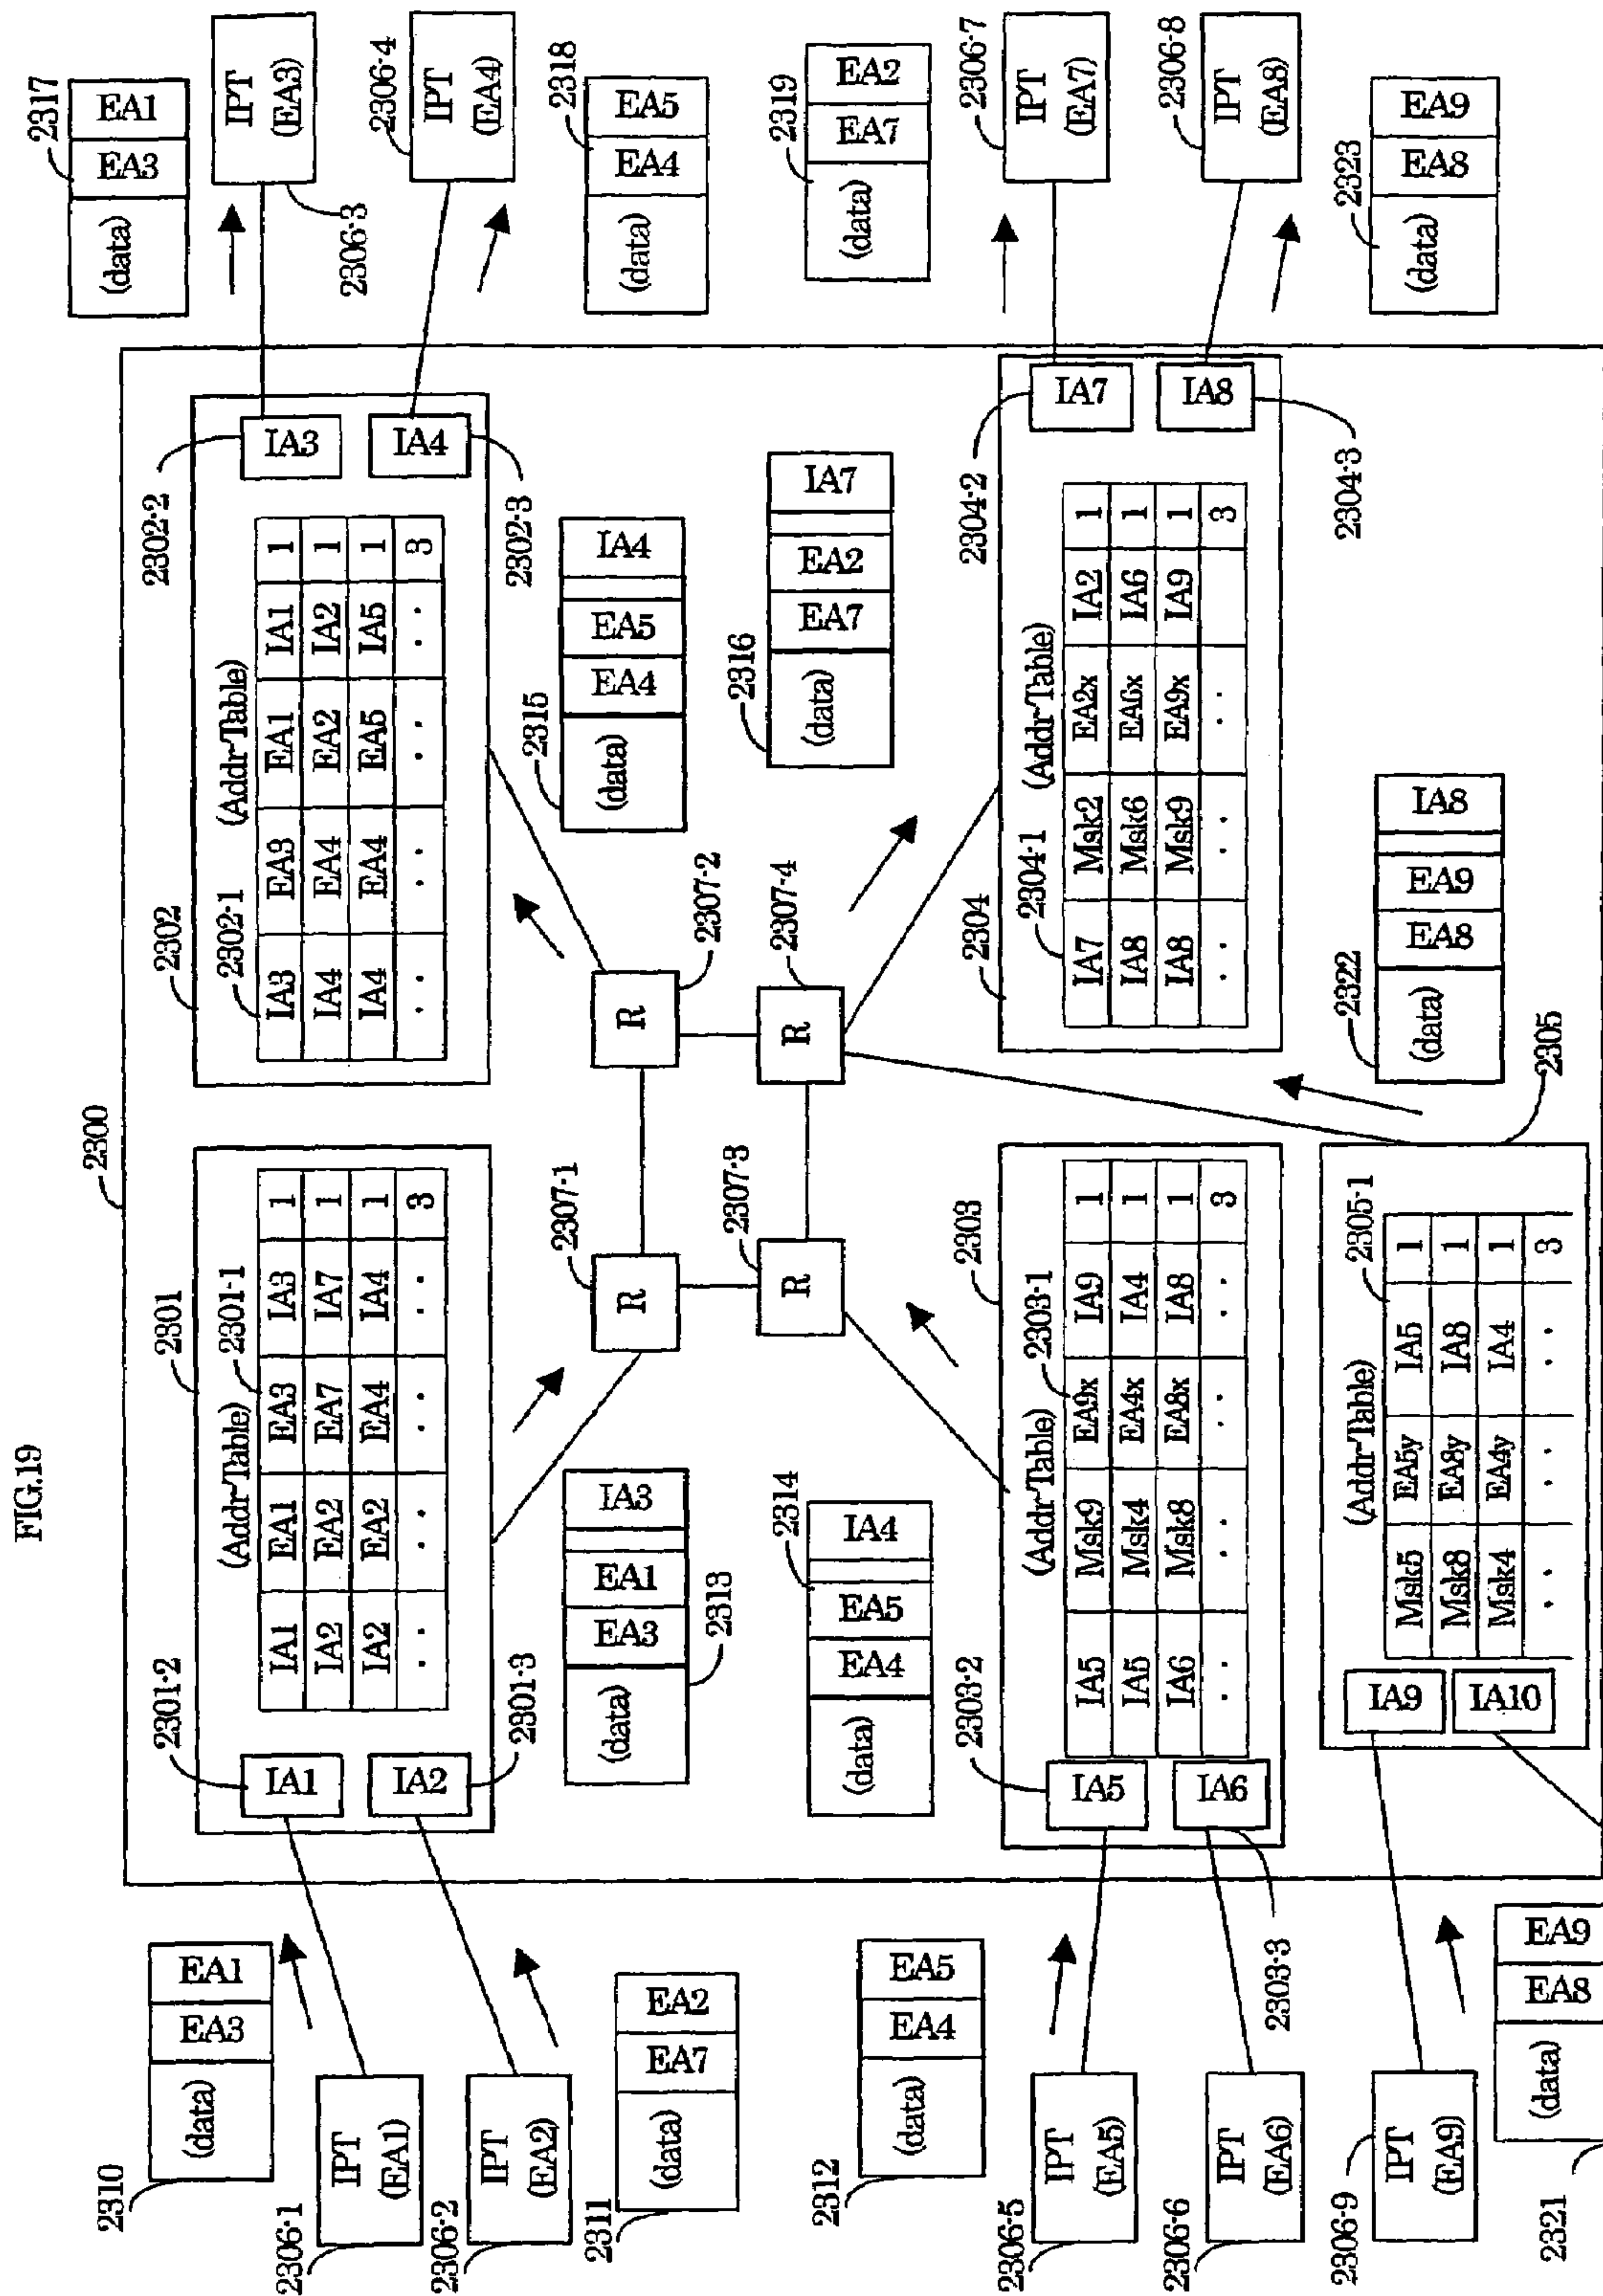 FIG.19
2300
2310
(data) EA3 EA1
2306-1
IPT
(EA1)
2306-2
IPT
(EA2)
2311
(data) EA7 EA2
2301
2301-2
IA1
IA2
2301-3
(Addr-Table)
2301-1
IA1 EA1 EA3 IA3 1
IA2 EA2 EA7 IA7 1
IA2 EA2 EA4 IA4 1
. . . . . . . . 3
2302
2302-1
(Addr-Table)
IA3 EA3 EA1 IA1 1
IA4 EA4 EA2 IA2 1
IA4 EA4 EA5 IA5 1
. . . . . . . . 3
2302-2
IA3
IA4
2302-3
2317
(data) EA3 EA1
IPT
(EA3)
2306-3
2306-4
IPT
(EA4)
2318
(data) EA4 EA5
(data) EA3 EA1 IA3
2313
2307-1
R
2307-2
R
2315
(data) EA4 EA5 IA4
2314
(data) EA4 EA5 IA4
2307-3
R
2307-4
R
2316
(data) EA7 EA2 IA7
2319
(data) EA7 EA2
2312
(data) EA4 EA5
2306-5
IPT
(EA5)
2306-6
IPT
(EA6)
2303
2303-2
IA5
IA6
2303-3
(Addr-Table)
2303-1
IA5 Msk9 EA9x IA9 1
IA5 Msk4 EA4x IA4 1
IA6 Msk8 EA8x IA8 1
. . . . . . . . 3
2304
2304-1
(Addr-Table)
IA7 Msk2 EA2x IA2 1
IA8 Msk6 EA6x IA6 1
IA8 Msk9 EA9x IA9 1
. . . . . . . . 3
2304-2
IA7
IA8
2304-3
2306-7
IPT
(EA7)
2306-8
IPT
(EA8)
2306-9
IPT
(EA9)
2321
(data) EA8 EA9
IA9
IA10
(Addr-Table)
2305-1
Msk5 EA5y IA5 1
Msk8 EA8y IA8 1
Msk4 EA4y IA4 1
. . . . . . 3
2305
2322
(data) EA8 EA9 IA8
2323
(data) EA8 EA9